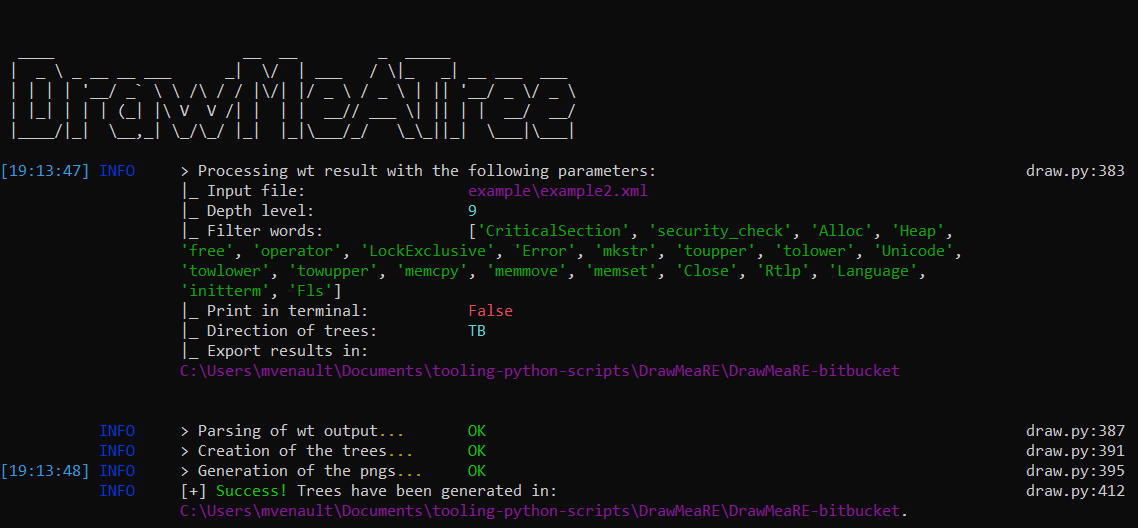 DrawMeATree
[19:13:47] INFO > Processing wt result with the following parameters: draw.py:383
|_ Input file: example\example2.xml
|_ Depth level: 9
|_ Filter words: ['CriticalSection', 'security_check', 'Alloc', 'Heap',
'free', 'operator', 'LockExclusive', 'Error', 'mkstr', 'toupper', 'tolower', 'Unicode',
'towlower', 'towupper', 'memcpy', 'memmove', 'memset', 'Close', 'Rtlp', 'Language',
'initterm', 'Fls']
|_ Print in terminal: False
|_ Direction of trees: TB
|_ Export results in:
C:\Users\mvenault\Documents\tooling-python-scripts\DrawMeaRE\DrawMeaRE-bitbucket
INFO > Parsing of wt output... OK draw.py:387
INFO > Creation of the trees... OK draw.py:391
[19:13:48] INFO > Generation of the pngs... OK draw.py:395
INFO [+] Success! Trees have been generated in: draw.py:412
C:\Users\mvenault\Documents\tooling-python-scripts\DrawMeaRE\DrawMeaRE-bitbucket.